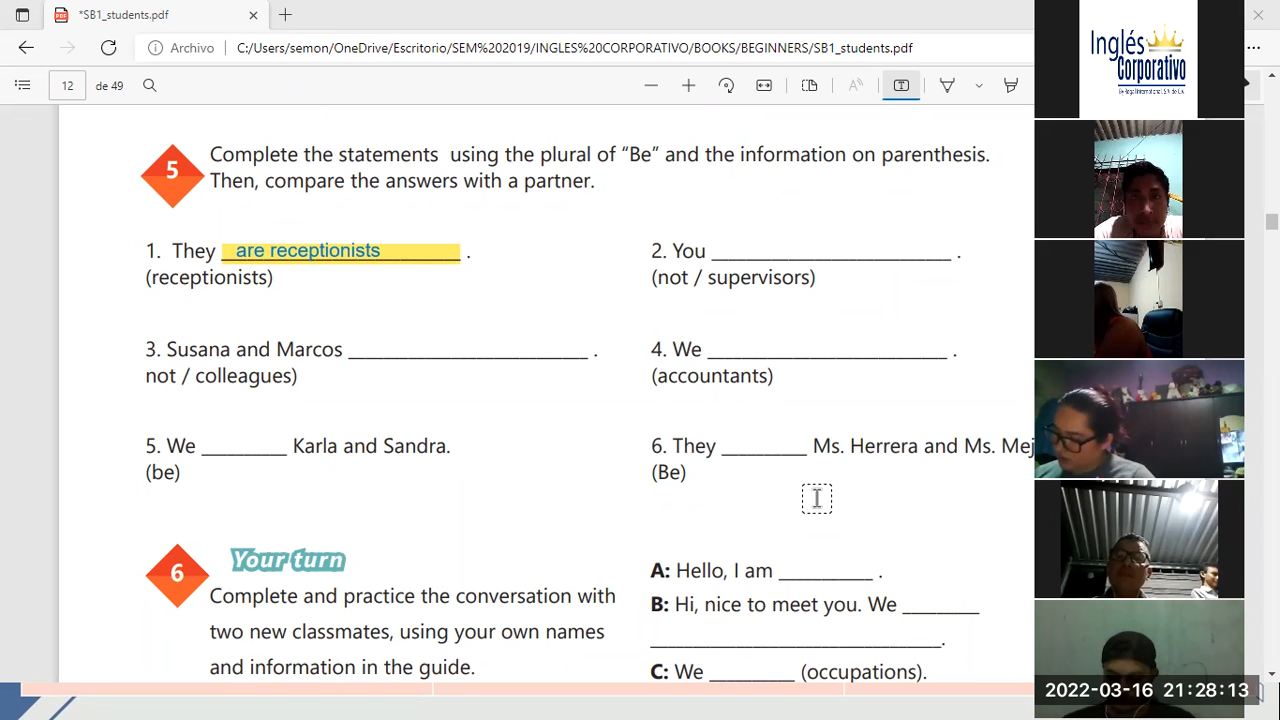 *SB1_students.pdf
Archivo
C:/Users/semon/OneDrive/Escritorio/SEM%202019/INGLES%20CORPORATIVO/BOOKS/BEGINNERS/SB1_students.pdf
12 de 49
Inglés
Corporativo
5
Complete the statements using the plural of “Be” and the information on parenthesis.
Then, compare the answers with a partner.
1. They are receptionists .
(receptionists)
2. You ________________________ .
(not / supervisors)
3. Susana and Marcos ________________________ .
not / colleagues)
4. We ________________________ .
(accountants)
5. We ________ Karla and Sandra.
(be)
6. They ________ Ms. Herrera and Ms. Mej
(Be)
6
Your turn
Complete and practice the conversation with
two new classmates, using your own names
and information in the guide.
A: Hello, I am _________ .
B: Hi, nice to meet you. We _______
____________________________.
C: We ________ (occupations).
2022-03-16 21:28:13